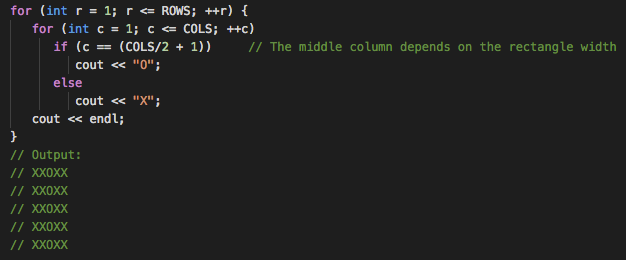 for (int r = 1; r <= ROWS; ++r) {
for (int c = 1; c <= COLS; ++c)
if (c == (COLS/2 + 1)) // The middle column depends on the rectangle width
cout << "O";
else
cout << "X";
cout << endl;
}
// Output:
// XXOXX
// XXOXX
// XXOXX
// XXOXX
// XXOXX